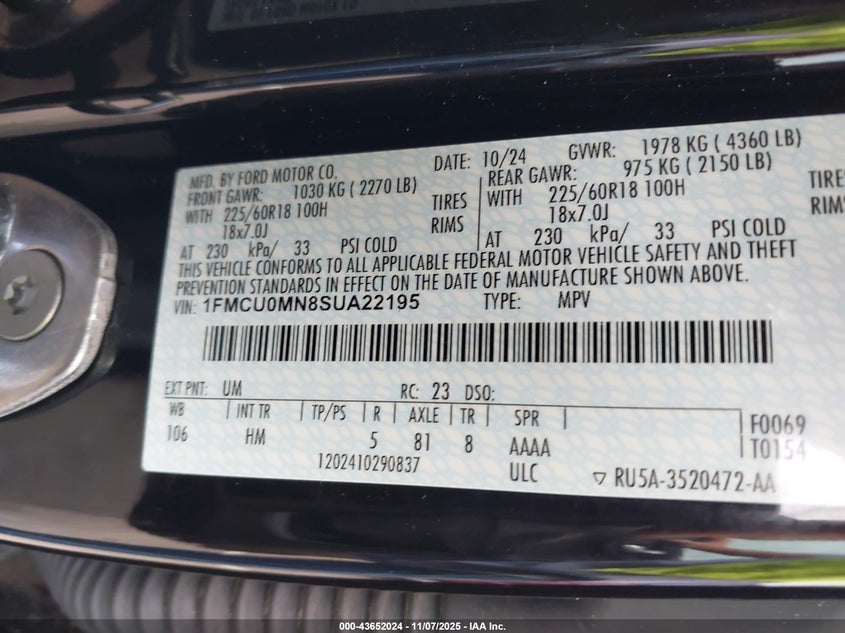 MFD. BY FORD MOTOR CO. DATE: 10/24 GVWR: 1978 KG ( 4360 LB)
FRONT GAWR: 1030 KG ( 2270 LB) REAR GAWR: 975 KG ( 2150 LB)
WITH 225/60R18 100H TIRES WITH 225/60R18 100H TIRE
18x7.0J RIMS 18x7.0J RIMS
AT 230 kPa/ 33 PSI COLD AT 230 kPa/ 33 PSI COLD
THIS VEHICLE CONFORMS TO ALL APPLICABLE FEDERAL MOTOR VEHICLE SAFETY AND THEFT
PREVENTION STANDARDS IN EFFECT ON THE DATE OF MANUFACTURE SHOWN ABOVE.
VIN: 1FMCU0MN8SUA22195 TYPE: MPV
EXT PNT: UM RC: 23 DSO:
WB INT TR TP/PS R AXLE TR SPR F0069
106 HM 5 81 8 AAAA T0154
1202410290837 ULC RU5A-3520472-AA
000-43652024 - 11/07/2025 - IAA Inc.